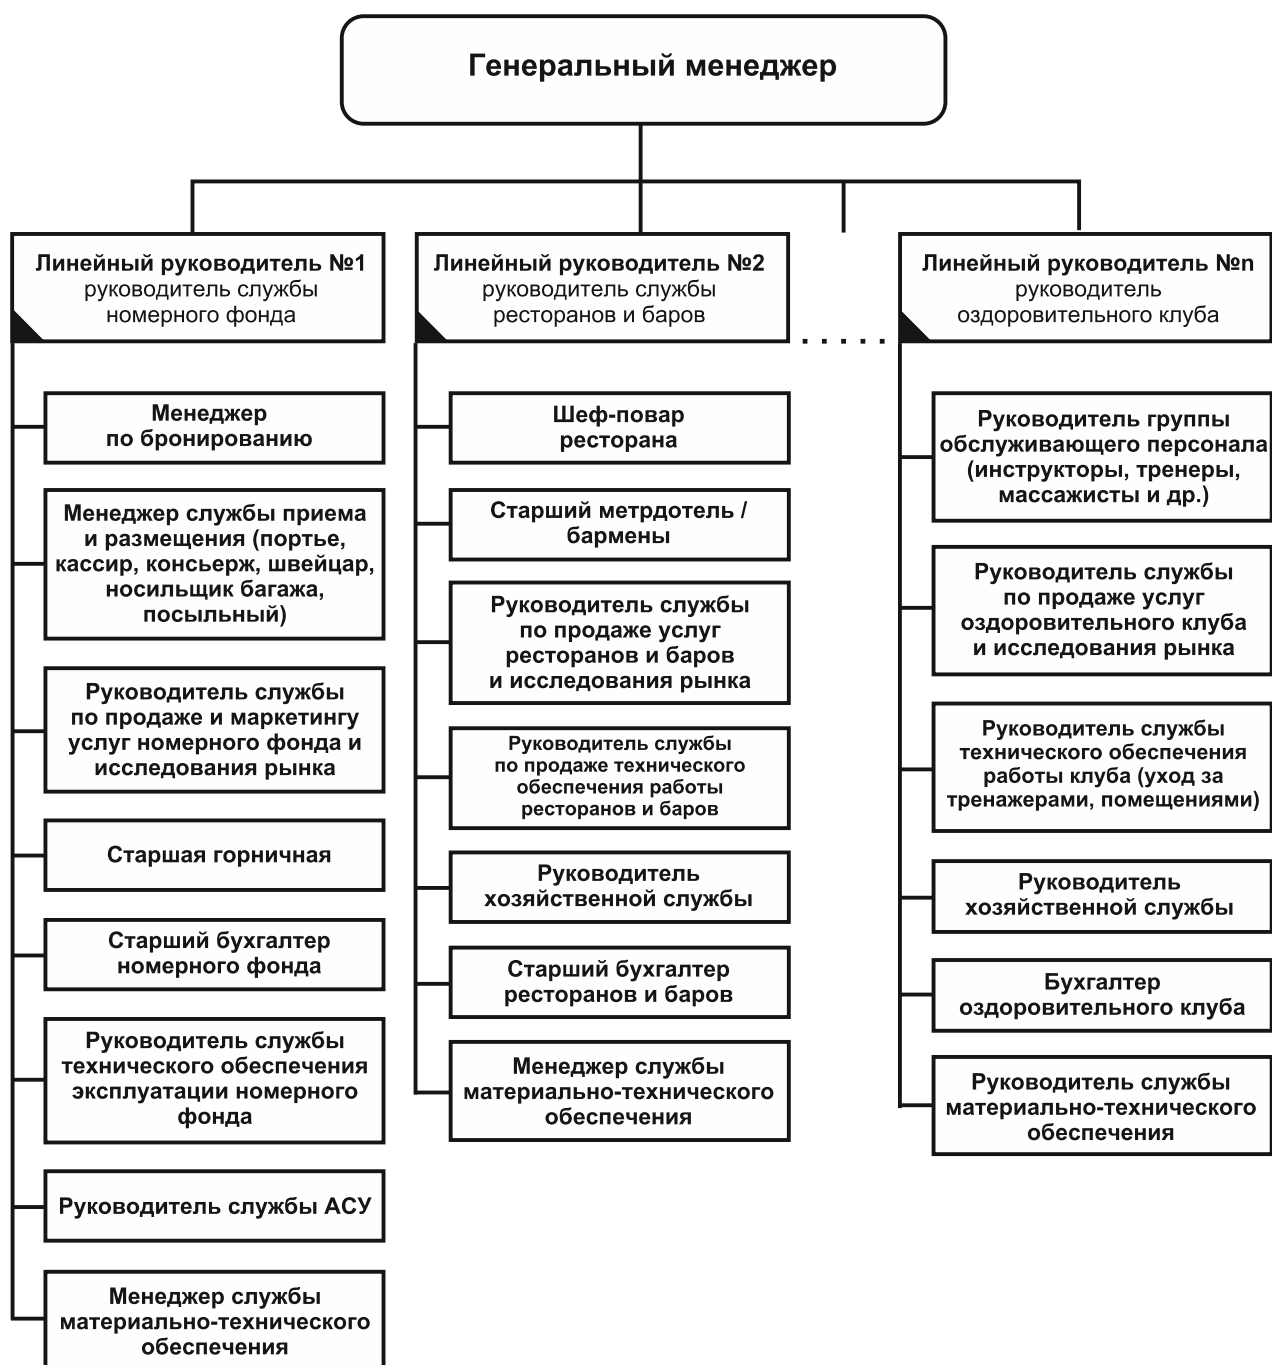 Генеральный менеджер
Линейный руководитель №1
руководитель службы
номерного фонда
Менеджер
по бронированию
Менеджер службы приема
и размещения (портье,
кассир, консьерж, швейцар,
носильщик багажа,
посыльный)
Руководитель службы
по продаже и маркетингу
услуг номерного фонда и
исследования рынка
Старшая горничная
Старший бухгалтер
номерного фонда
Руководитель службы
технического обеспечения
эксплуатации номерного
фонда
Руководитель службы АСУ
Менеджер службы
материально-технического
обеспечения
Линейный руководитель №2
руководитель службы
ресторанов и баров
Шеф-повар
ресторана
Старший метрдотель /
бармены
Руководитель службы
по продаже услуг
ресторанов и баров
и исследования рынка
Руководитель службы
по продаже технического
обеспечения работы
ресторанов и баров
Руководитель
хозяйственной службы
Старший бухгалтер
ресторанов и баров
Менеджер службы
материально-технического
обеспечения
. . . . .
Линейный руководитель №n
руководитель
оздоровительного клуба
Руководитель группы
обслуживающего персонала
(инструкторы, тренеры,
массажисты и др.)
Руководитель службы
по продаже услуг
оздоровительного клуба
и исследования рынка
Руководитель службы
технического обеспечения
работы клуба (уход за
тренажерами, помещениями)
Руководитель
хозяйственной службы
Бухгалтер
оздоровительного клуба
Руководитель службы
материально-технического
обеспечения